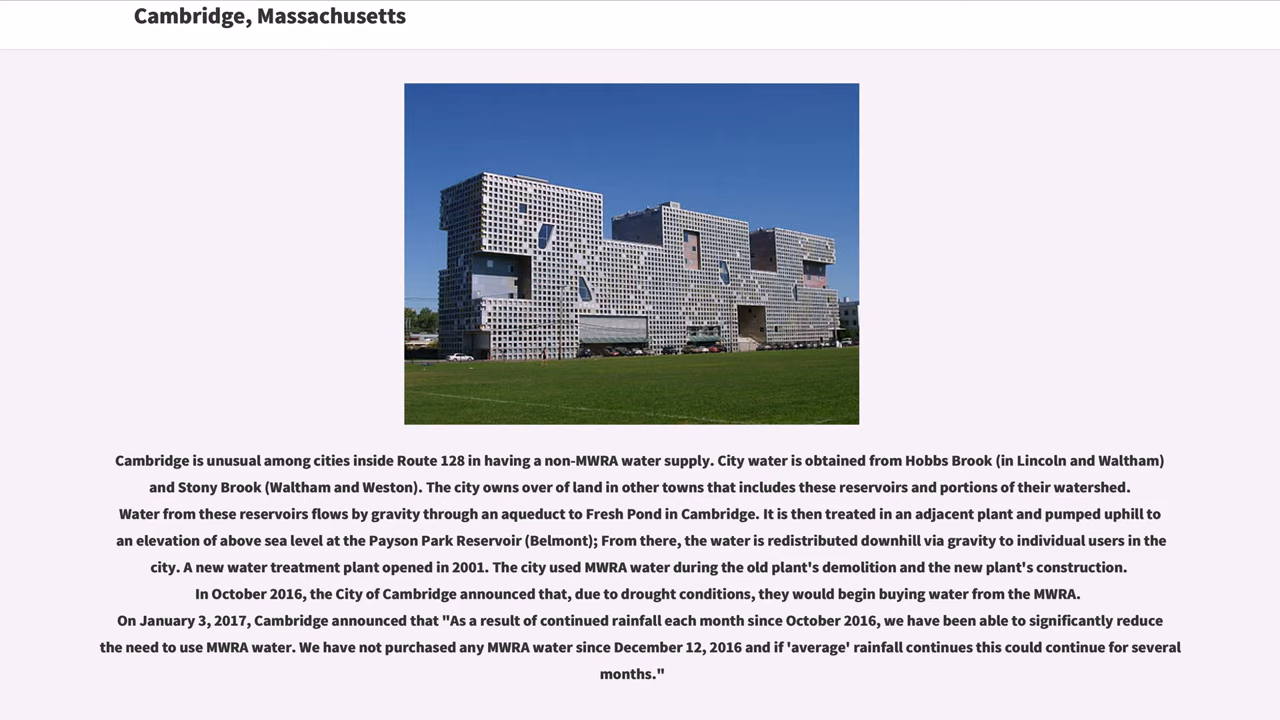 Cambridge, Massachusetts
Cambridge is unusual among cities inside Route 128 in having a non-MWRA water supply. City water is obtained from Hobbs Brook (in Lincoln and Waltham)
and Stony Brook (Waltham and Weston). The city owns over of land in other towns that includes these reservoirs and portions of their watershed.
Water from these reservoirs flows by gravity through an aqueduct to Fresh Pond in Cambridge. It is then treated in an adjacent plant and pumped uphill to
an elevation of above sea level at the Payson Park Reservoir (Belmont); From there, the water is redistributed downhill via gravity to individual users in the
city. A new water treatment plant opened in 2001. The city used MWRA water during the old plant's demolition and the new plant's construction.
In October 2016, the City of Cambridge announced that, due to drought conditions, they would begin buying water from the MWRA.
On January 3, 2017, Cambridge announced that "As a result of continued rainfall each month since October 2016, we have been able to significantly reduce
the need to use MWRA water. We have not purchased any MWRA water since December 12, 2016 and if 'average' rainfall continues this could continue for several
months."